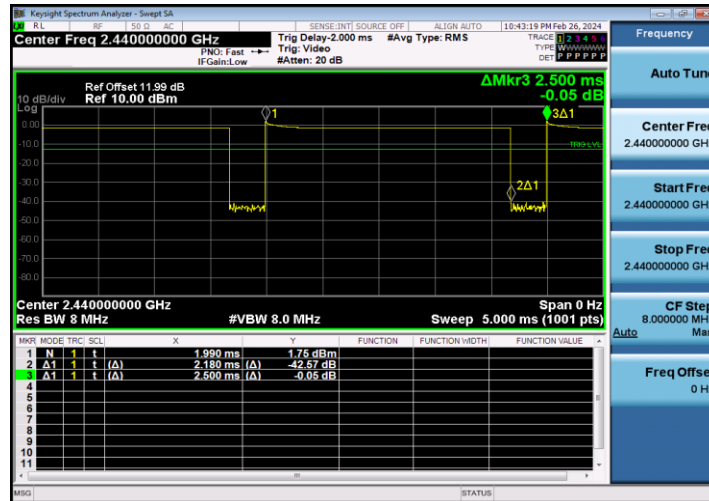 Keysight Spectrum Analyzer - Swept SA
LXI RL RF 50 Ω AC SENSE:INT SOURCE OFF ALIGN AUTO 10:43:19 PM Feb 26, 2024
Center Freq 2.440000000 GHz
PNO: Fast
IFGain:Low
Trig Delay-2.000 ms #Avg Type: RMS
Trig: Video
#Atten: 20 dB
TRACE 1 2 3 4 5 6
TYPE WWWWWW
DET P P P P P P
Ref Offset 11.99 dB
10 dB/div Ref 10.00 dBm
Log
ΔMkr3 2.500 ms
-0.05 dB
1
3Δ1
0.00
-10.0
TRIG LVL
-20.0
-30.0
2Δ1
-40.0
-50.0
-60.0
-70.0
-80.0
Center 2.440000000 GHz Span 0 Hz
Res BW 8 MHz #VBW 8.0 MHz Sweep 5.000 ms (1001 pts)
MKR MODE TRC SCL X Y FUNCTION FUNCTION WIDTH FUNCTION VALUE
1 N 1 t 1.990 ms 1.75 dBm
2 Δ1 1 t (Δ) 2.180 ms (Δ) -42.57 dB
3 Δ1 1 t (Δ) 2.500 ms (Δ) -0.05 dB
4
5
6
7
8
9
10
11
MSG STATUS
Frequency
Auto Tun
Center Fre
2.440000000 GH
Start Fre
2.440000000 GH
Stop Fre
2.440000000 GH
CF Step
8.000000 MH
Auto Ma
Freq Offse
0 H